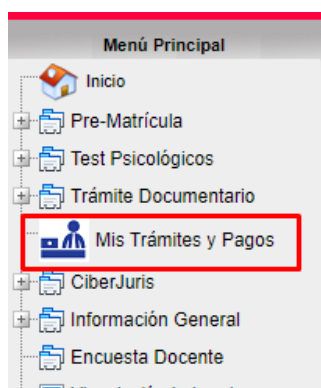 Menú Principal
Inicio
Pre-Matrícula
Test Psicológicos
Trámite Documentario
Mis Trámites y Pagos
CiberJuris
Información General
Encuesta Docente